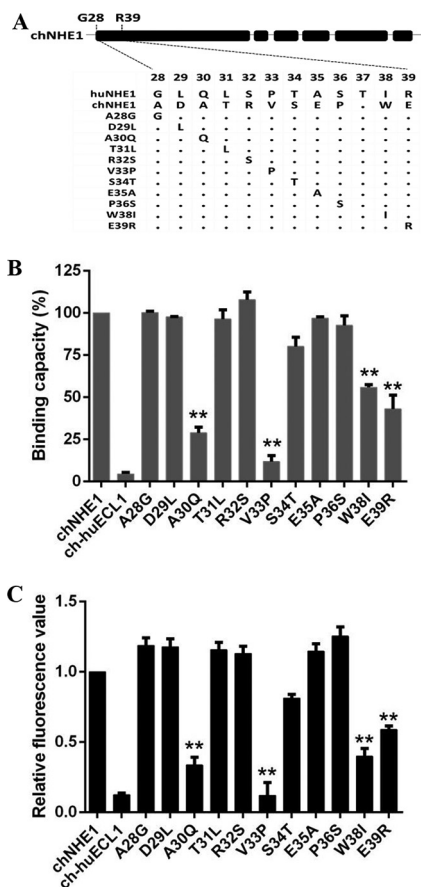 A
G28 R39
chNHE1
28 29 30 31 32 33 34 35 36 37 38 39
huNHE1 G L Q L S P T A S T I R
chNHE1 A D A T R V S E P . W E
A28G G - - - - - - - - - - -
D29L - L - - - - - - - - - -
A30Q - - Q - - - - - - - - -
T31L - - - L - - - - - - - -
R32S - - - - S - - - - - - -
V33P - - - - - P - - - - - -
S34T - - - - - - T - - - - -
E35A - - - - - - - A - - - -
P36S - - - - - - - - S - - -
W38I - - - - - - - - - - I -
E39R - - - - - - - - - - - R
B
Binding capacity (%)
125
100
75
50
25
0
** ** ** **
chNHE1 ch-huECL1 A28G D29L A30Q T31L R32S V33P S34T E35A P36S W38I E39R
C
Relative fluorescence value
1.5
1.0
0.5
0.0
** ** ** **
chNHE1 ch-huECL1 A28G D29L A30Q T31L R32S V33P S34T E35A P36S W38I E39R